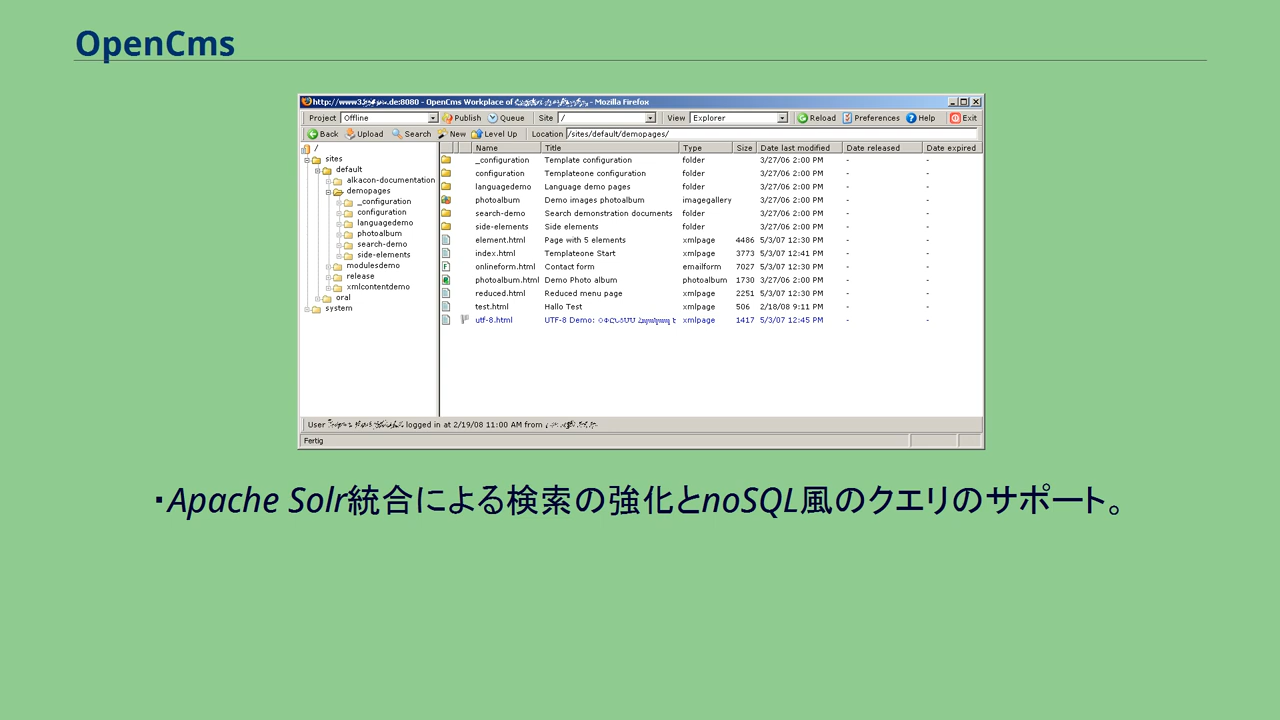 OpenCms
http://www3 .de:8080 - OpenCms Workplace of - Mozilla Firefox
Project Offline Publish Queue Site / View Explorer Reload Preferences Help Exit
Back Upload Search New Level Up Location /sites/default/demopages/
/
sites
default
alkacon-documentation
demopages
_configuration
configuration
languagedemo
photoalbum
search-demo
side-elements
modulesdemo
release
xmlcontentdemo
oral
system
Name Title Type Size Date last modified Date released Date expired
_configuration Template configuration folder 3/27/06 2:00 PM - -
configuration Templateone configuration folder 3/27/06 2:00 PM - -
languagedemo Language demo pages folder 3/27/06 2:00 PM - -
photoalbum Demo images photoalbum imagegallery 3/27/06 2:00 PM - -
search-demo Search demonstration documents folder 3/27/06 2:00 PM - -
side-elements Side elements folder 3/27/06 2:00 PM - -
element.html Page with 5 elements xmlpage 4486 5/3/07 12:30 PM - -
index.html Templateone Start xmlpage 3773 5/3/07 12:41 PM - -
onlineform.html Contact form emailform 7027 5/3/07 12:30 PM - -
photoalbum.html Demo Photo album photoalbum 1730 3/27/06 2:00 PM - -
reduced.html Reduced menu page xmlpage 2251 5/3/07 12:30 PM - -
test.html Hallo Test xmlpage 506 2/18/08 9:11 PM - -
utf-8.html UTF-8 Demo: xmlpage 1417 5/3/07 12:45 PM - -
User logged in at 2/19/08 11:00 AM from
Fertig
・Apache Solr統合による検索の強化とnoSQL風のクエリのサポート。